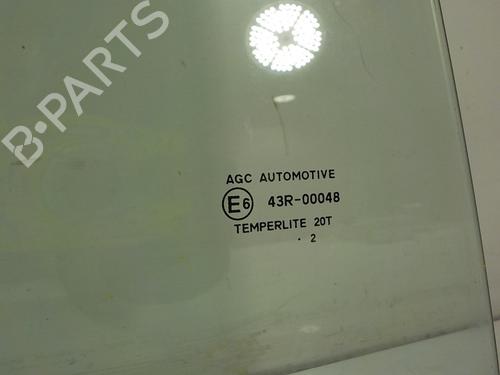 B-PARTS
AGC AUTOMOTIVE
E6 43R-00048
TEMPERLITE 20T
. 2